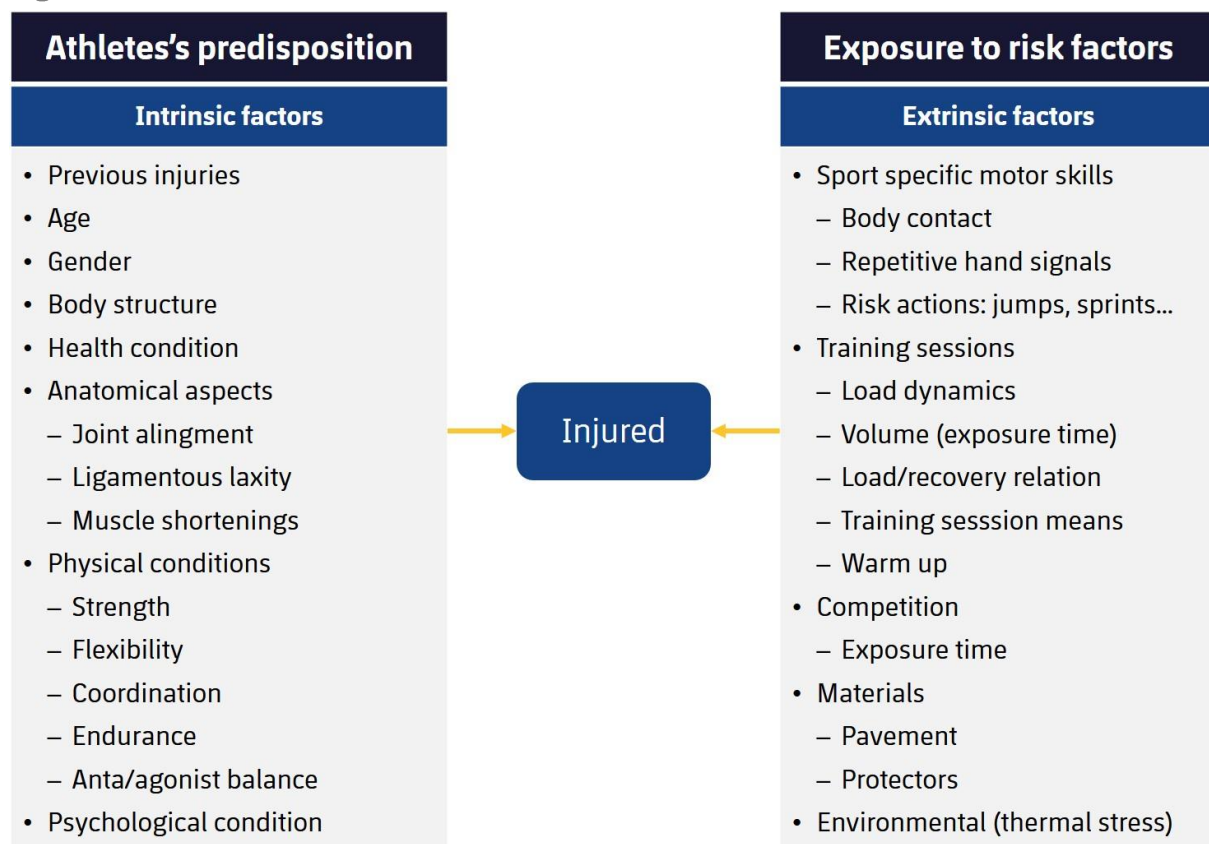 Athletes's predisposition
Intrinsic factors
• Previous injuries
• Age
• Gender
• Body structure
• Health condition
• Anatomical aspects
– Joint alingment
– Ligamentous laxity
– Muscle shortenings
• Physical conditions
– Strength
– Flexibility
– Coordination
– Endurance
– Anta/agonist balance
• Psychological condition
Injured
Exposure to risk factors
Extrinsic factors
• Sport specific motor skills
– Body contact
– Repetitive hand signals
– Risk actions: jumps, sprints...
• Training sessions
– Load dynamics
– Volume (exposure time)
– Load/recovery relation
– Training sesssion means
– Warm up
• Competition
– Exposure time
• Materials
– Pavement
– Protectors
• Environmental (thermal stress)